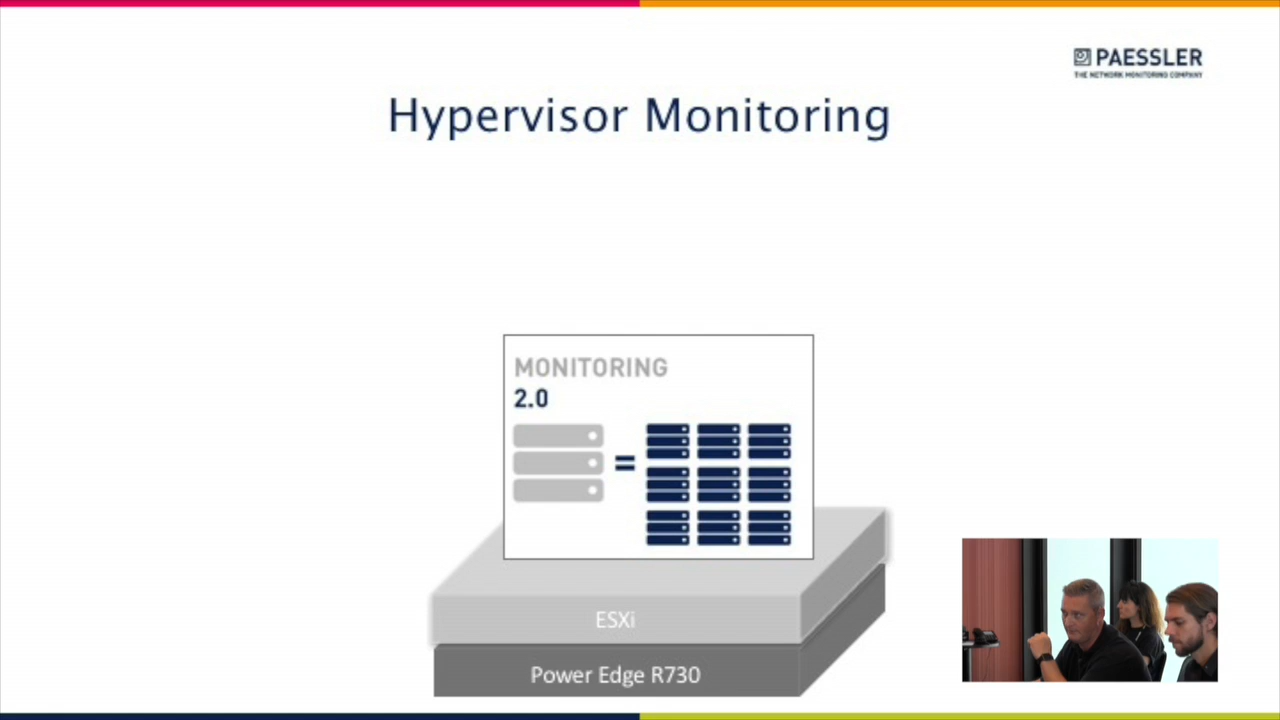 PAESSLER
THE NETWORK MONITORING COMPANY
Hypervisor Monitoring
MONITORING
2.0
=
ESXi
Power Edge R730